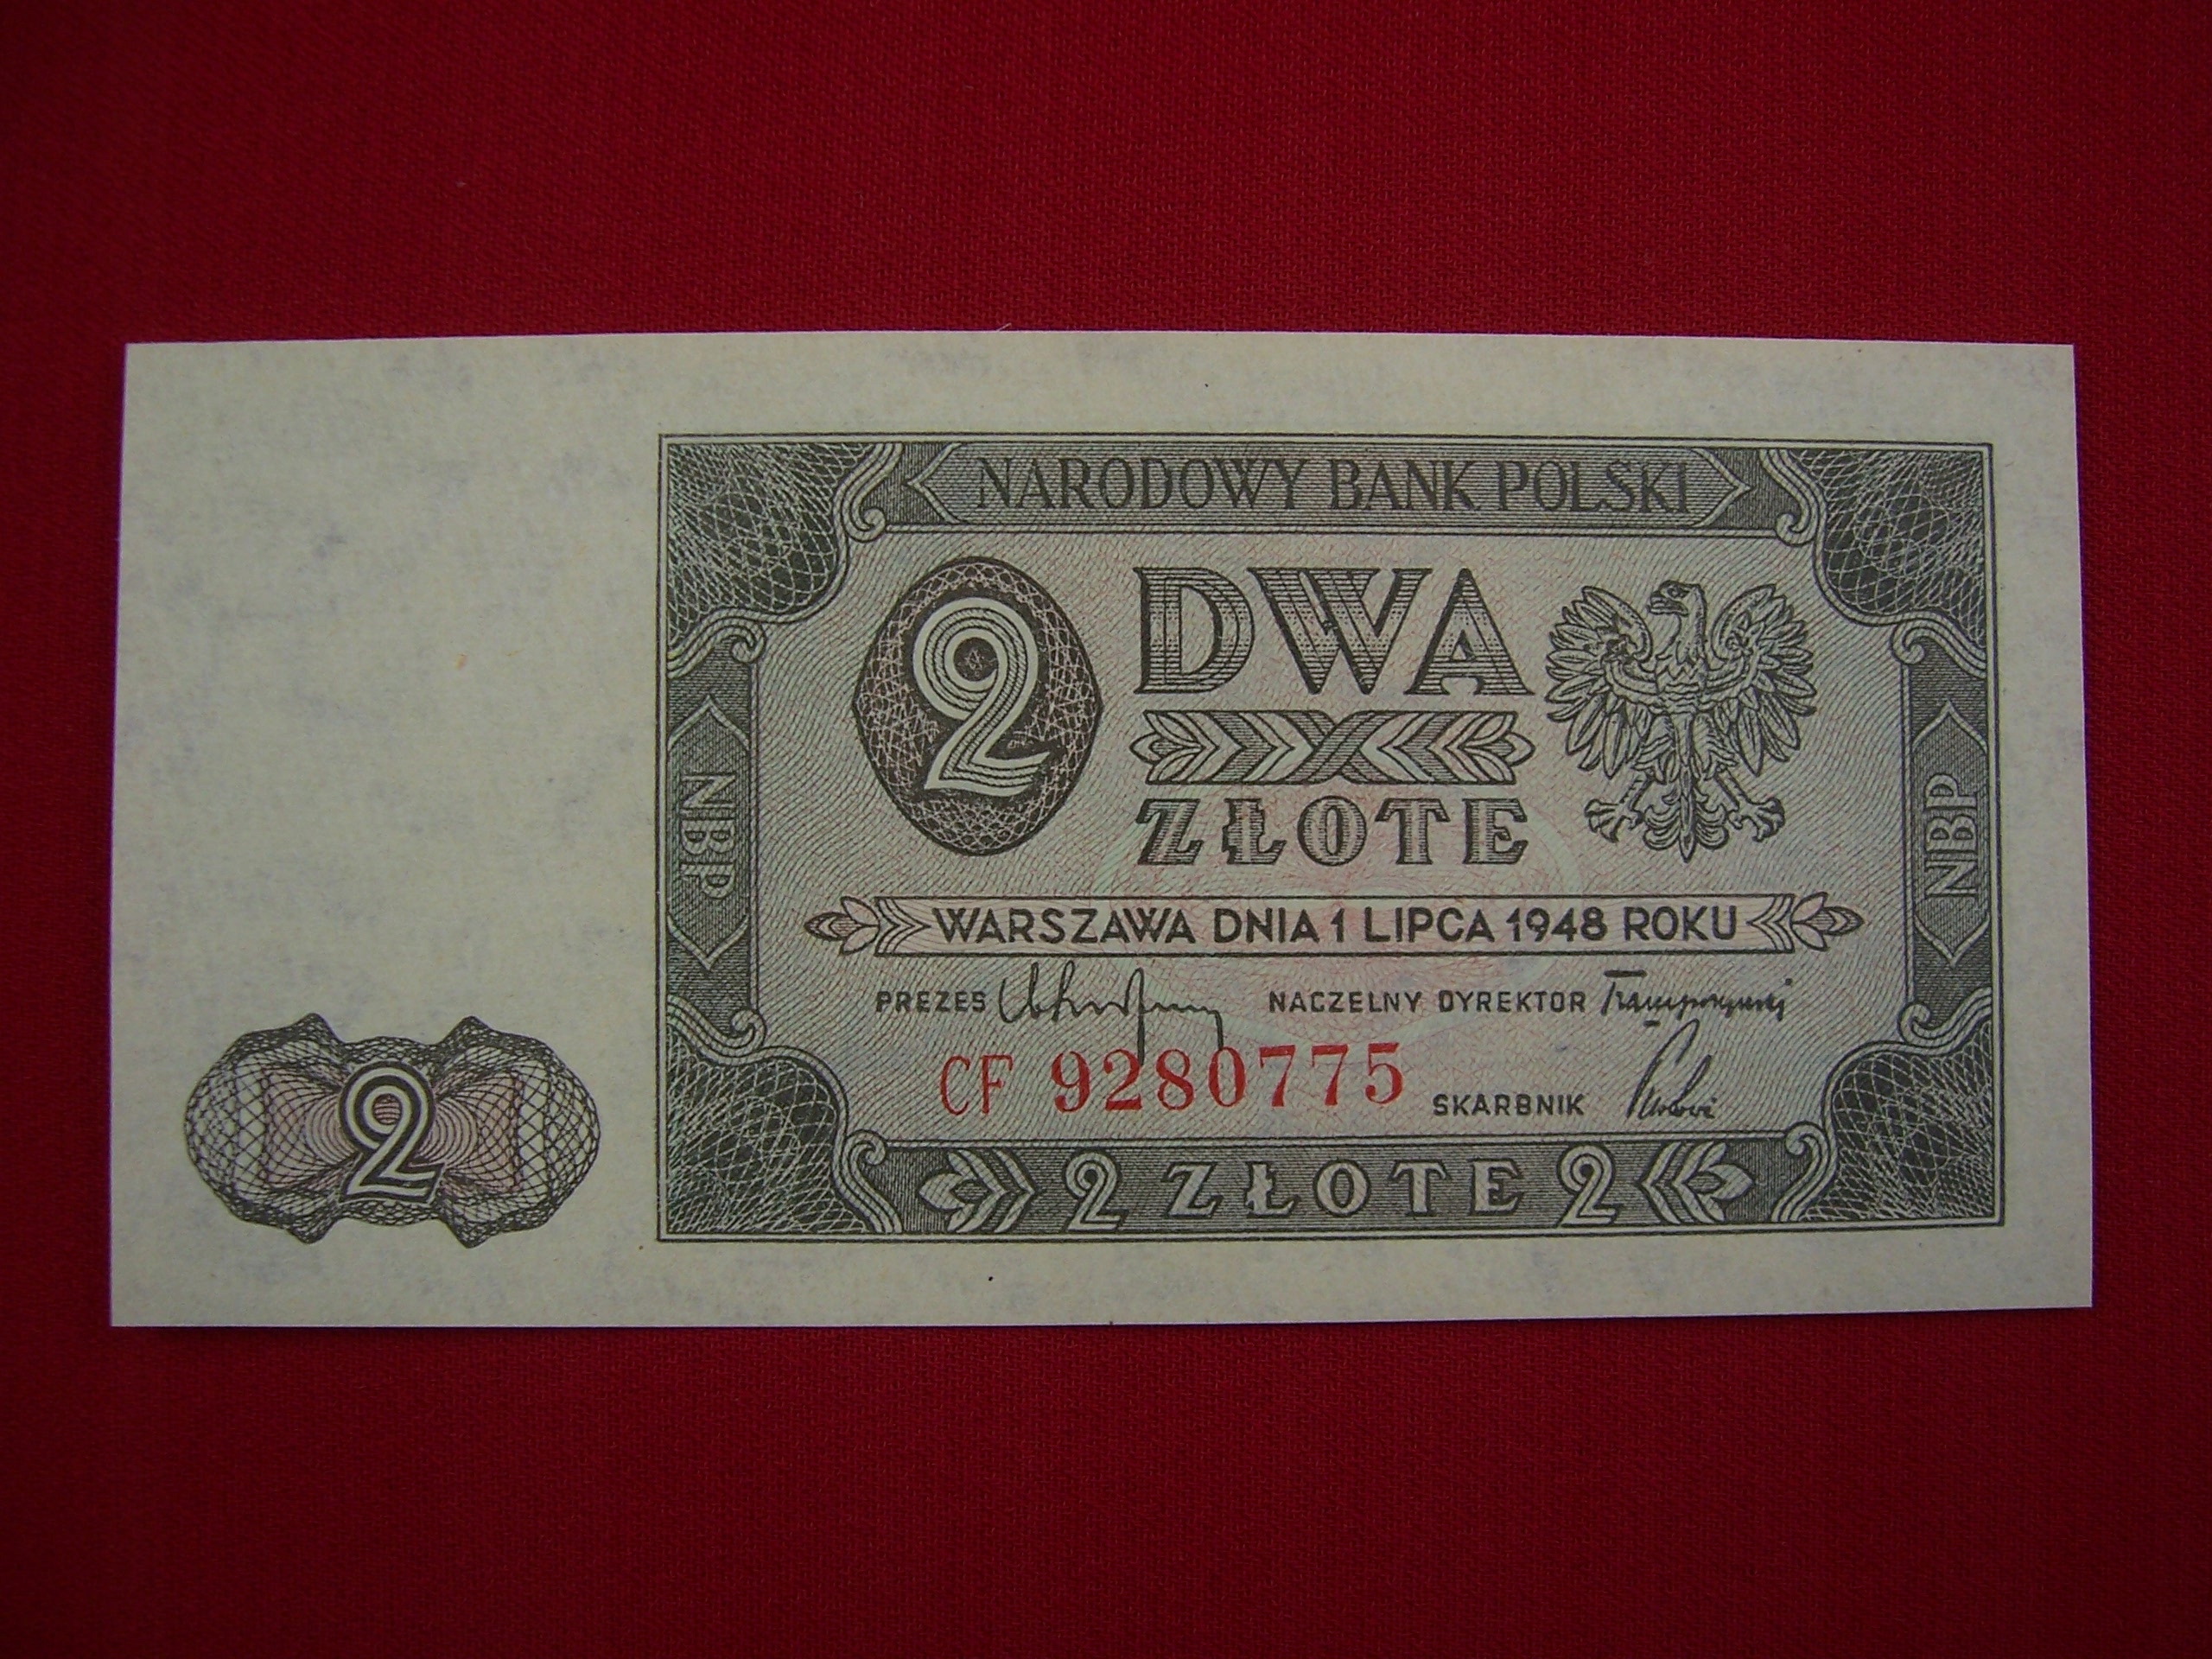 NARODOWY BANK POLSKI
2 DWA
ZŁOTE
NBP
NBP
WARSZAWA DNIA 1 LIPCA 1948 ROKU
PREZES NACZELNY DYREKTOR
CF 9280775
SKARBNIK
2
2 ZŁOTE 2